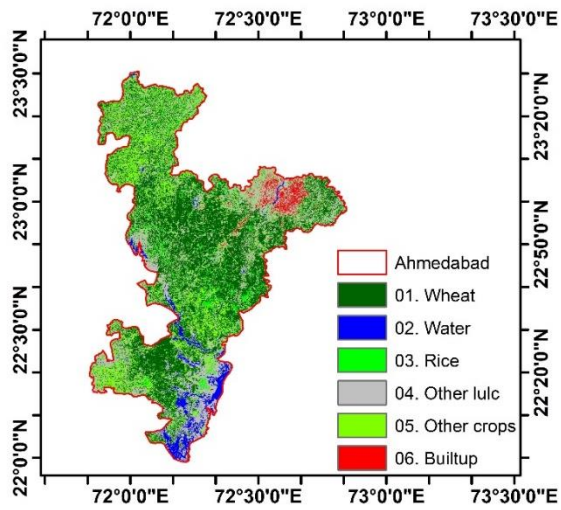 72°0'0"E 72°30'0"E 73°0'0"E 73°30'0"E
23°30'0"N
23°20'0"N
23°0'0"N
22°50'0"N
Ahmedabad
01. Wheat
02. Water
03. Rice
04. Other lulc
05. Other crops
06. Builtup
22°30'0"N
22°20'0"N
22°0'0"N
72°0'0"E 72°30'0"E 73°0'0"E 73°30'0"E